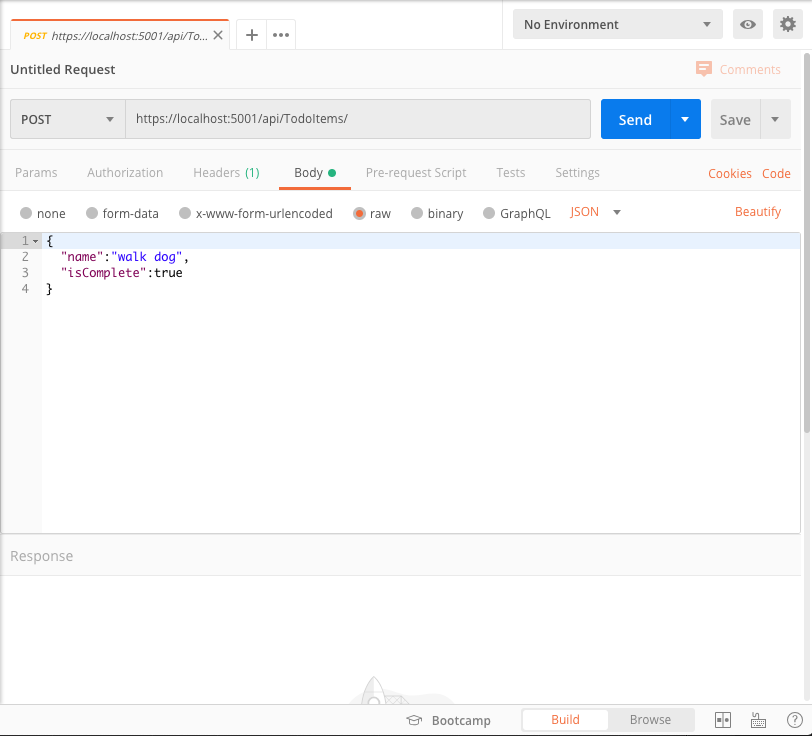 POST https://localhost:5001/api/To...
No Environment
Untitled Request
Comments
POST https://localhost:5001/api/TodoItems/ Send Save
Params Authorization Headers (1) Body Pre-request Script Tests Settings Cookies Code
none form-data x-www-form-urlencoded raw binary GraphQL JSON Beautify
1 {
2 "name":"walk dog",
3 "isComplete":true
4 }
Response
Bootcamp Build Browse ?